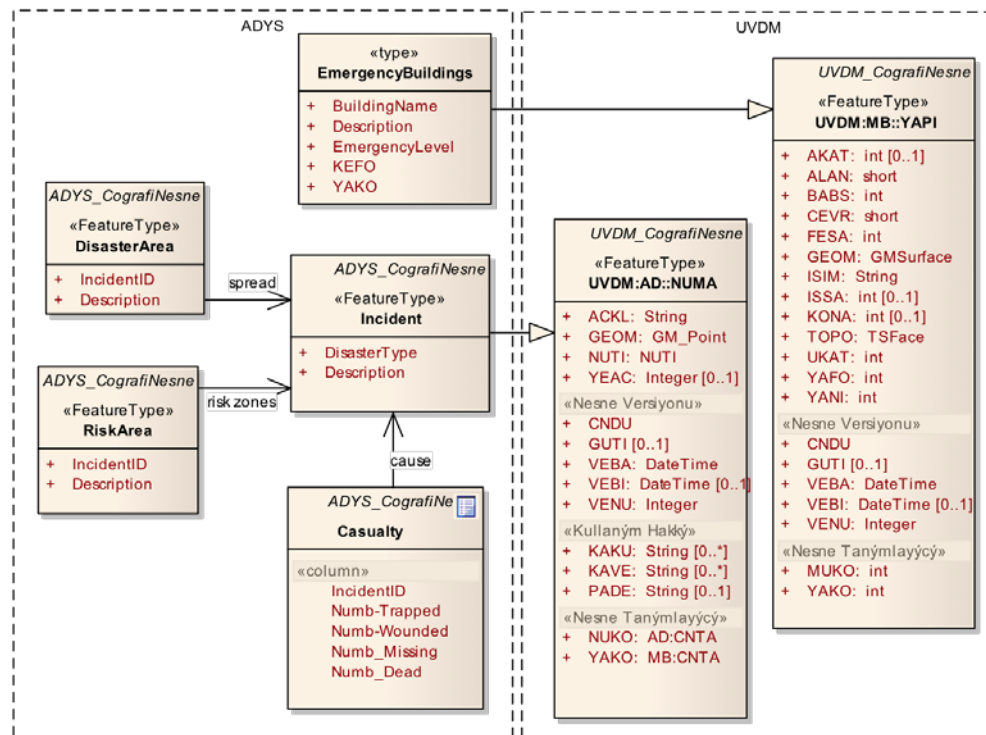 ADYS
UVDM
«type»
EmergencyBuildings
+ BuildingName
+ Description
+ EmergencyLevel
+ KEFO
+ YAKO
UVDM_CografiNesne
«FeatureType»
UVDM:MB::YAPI
+ AKAT: int [0..1]
+ ALAN: short
+ BABS: int
+ CEVR: short
+ FESA: int
+ GEOM: GMSurface
+ ISIM: String
+ ISSA: int [0..1]
+ KONA: int [0..1]
+ TOPO: TSFace
+ UKAT: int
+ YAFO: int
+ YANI: int
«Nesne Versiyonu»
+ CNDU
+ GUTI [0..1]
+ VEBA: DateTime
+ VEBI: DateTime [0..1]
+ VENU: Integer
«Nesne Tanýmlayýcý»
+ MUKO: int
+ YAKO: int
ADYS_CografiNesne
«FeatureType»
DisasterArea
+ IncidentID
+ Description
spread
ADYS_CografiNesne
«FeatureType»
Incident
+ DisasterType
+ Description
UVDM_CografiNesne
«FeatureType»
UVDM:AD::NUMA
+ ACKL: String
+ GEOM: GM_Point
+ NUTI: NUTI
+ YEAC: Integer [0..1]
«Nesne Versiyonu»
+ CNDU
+ GUTI [0..1]
+ VEBA: DateTime
+ VEBI: DateTime [0..1]
+ VENU: Integer
«Kullaným Hakký»
+ KAKU: String [0..*]
+ KAVE: String [0..*]
+ PADE: String [0..1]
«Nesne Tanýmlayýcý»
+ NUKO: AD:CNTA
+ YAKO: MB:CNTA
ADYS_CografiNesne
«FeatureType»
RiskArea
+ IncidentID
+ Description
risk zones
cause
ADYS_CografiNe
Casualty
«column»
IncidentID
Numb-Trapped
Numb-Wounded
Numb_Missing
Numb_Dead